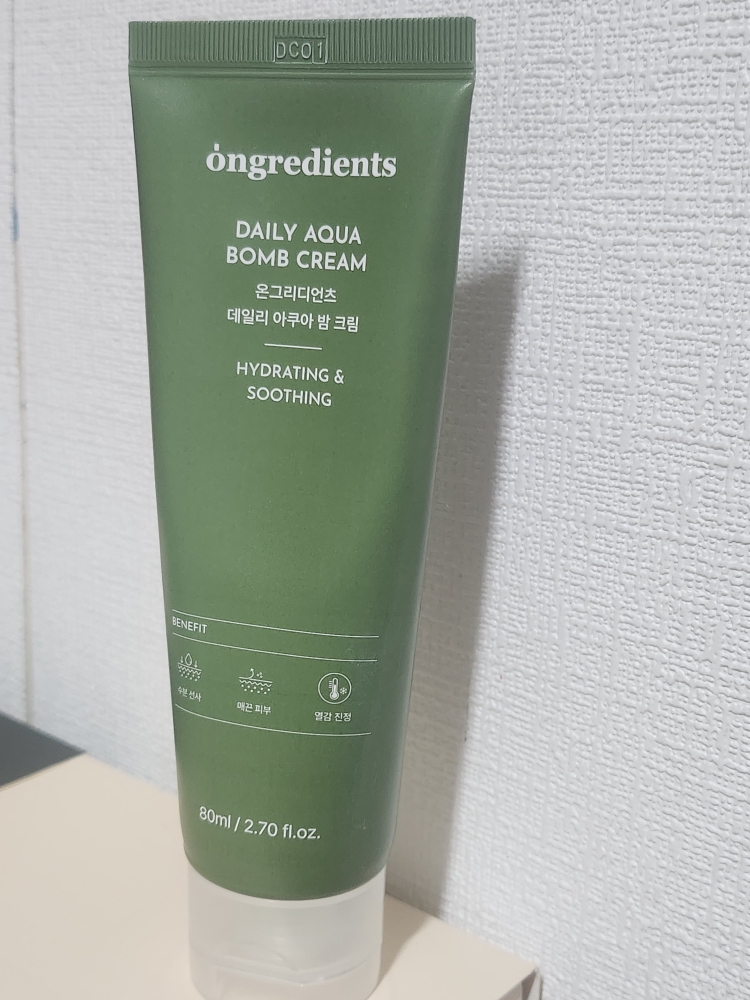 DC01
öngredients
DAILY AQUA
BOMB CREAM
온그리디언츠
데일리 아쿠아 밤 크림
HYDRATING &
SOOTHING
BENEFIT
수분 선사
매끈 피부
열감 진정
80ml / 2.70 fl.oz.